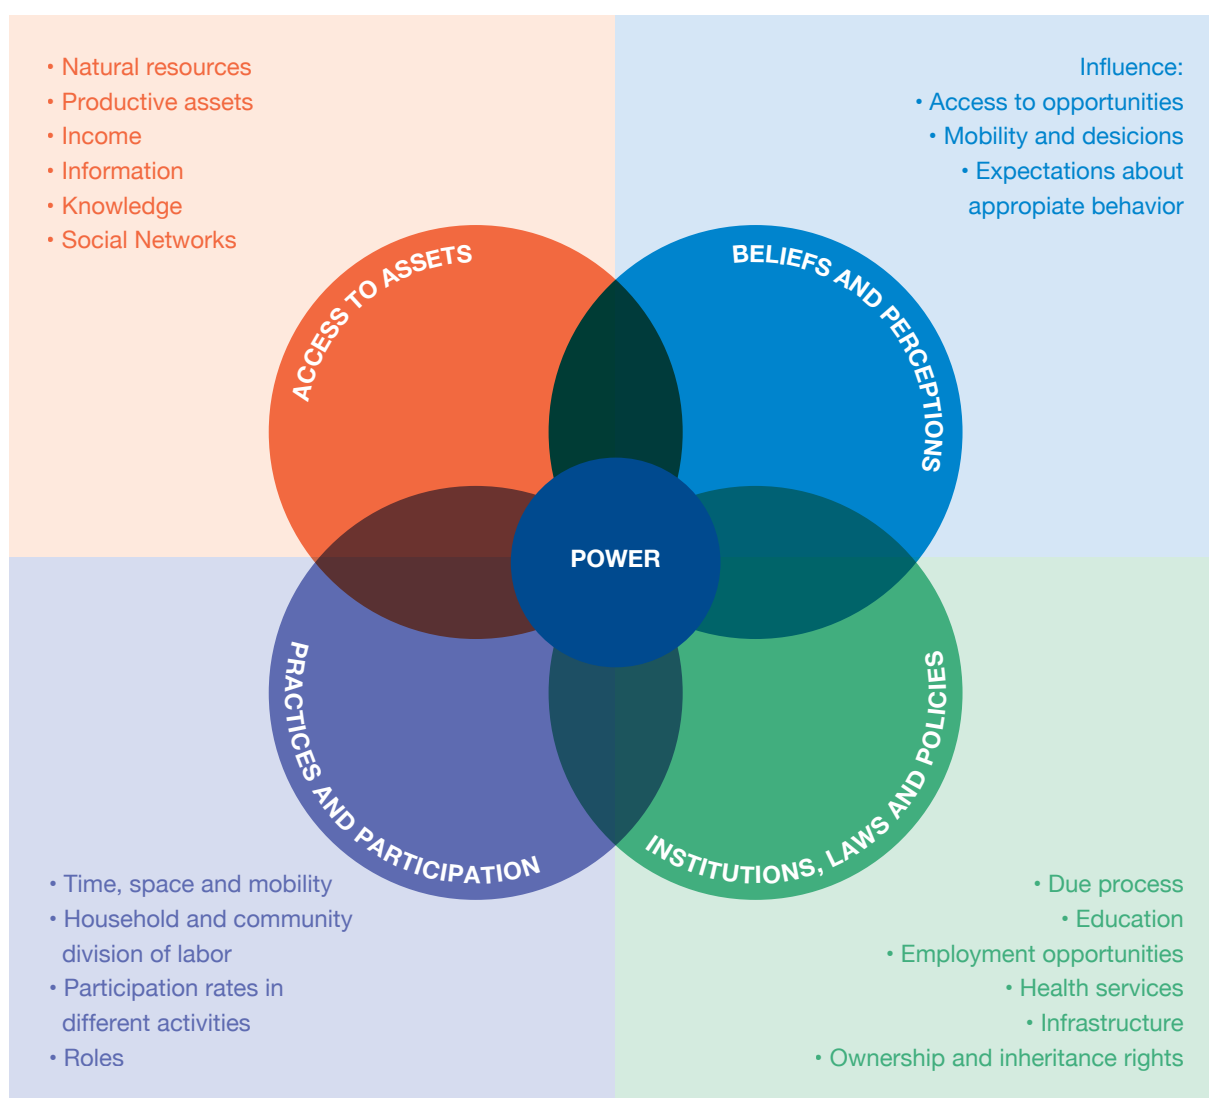 • Natural resources
• Productive assets
• Income
• Information
• Knowledge
• Social Networks
Influence:
• Access to opportunities
• Mobility and desicions
• Expectations about
appropiate behavior
ACCESS TO ASSETS
BELIEFS AND PERCEPTIONS
POWER
PRACTICES AND PARTICIPATION
INSTITUTIONS, LAWS AND POLICIES
• Time, space and mobility
• Household and community
division of labor
• Participation rates in
different activities
• Roles
• Due process
• Education
• Employment opportunities
• Health services
• Infrastructure
• Ownership and inheritance rights